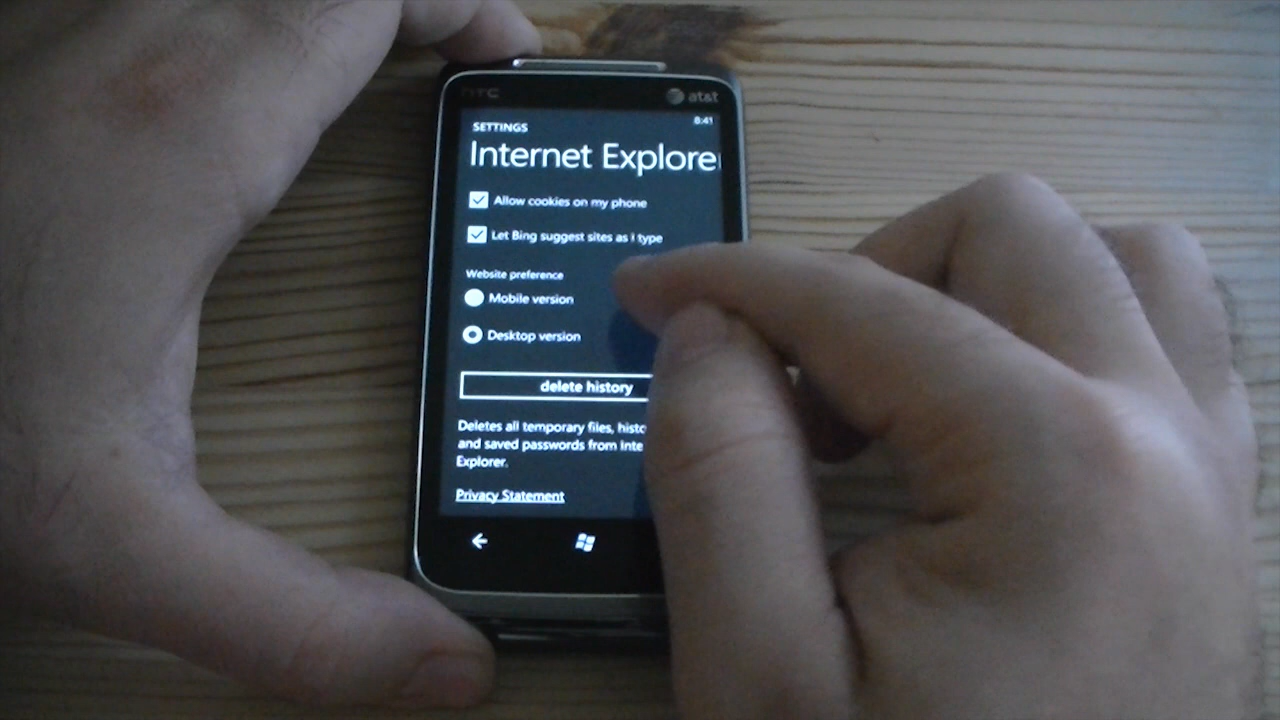 HTC
at&t
8:41
SETTINGS
Internet Explore
Allow cookies on my phone
Let Bing suggest sites as I type
Website preference
Mobile version
Desktop version
delete history
Deletes all temporary files, histo
and saved passwords from Inte
Explorer.
Privacy Statement